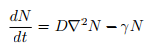 dN/dt = D∇²N − γN